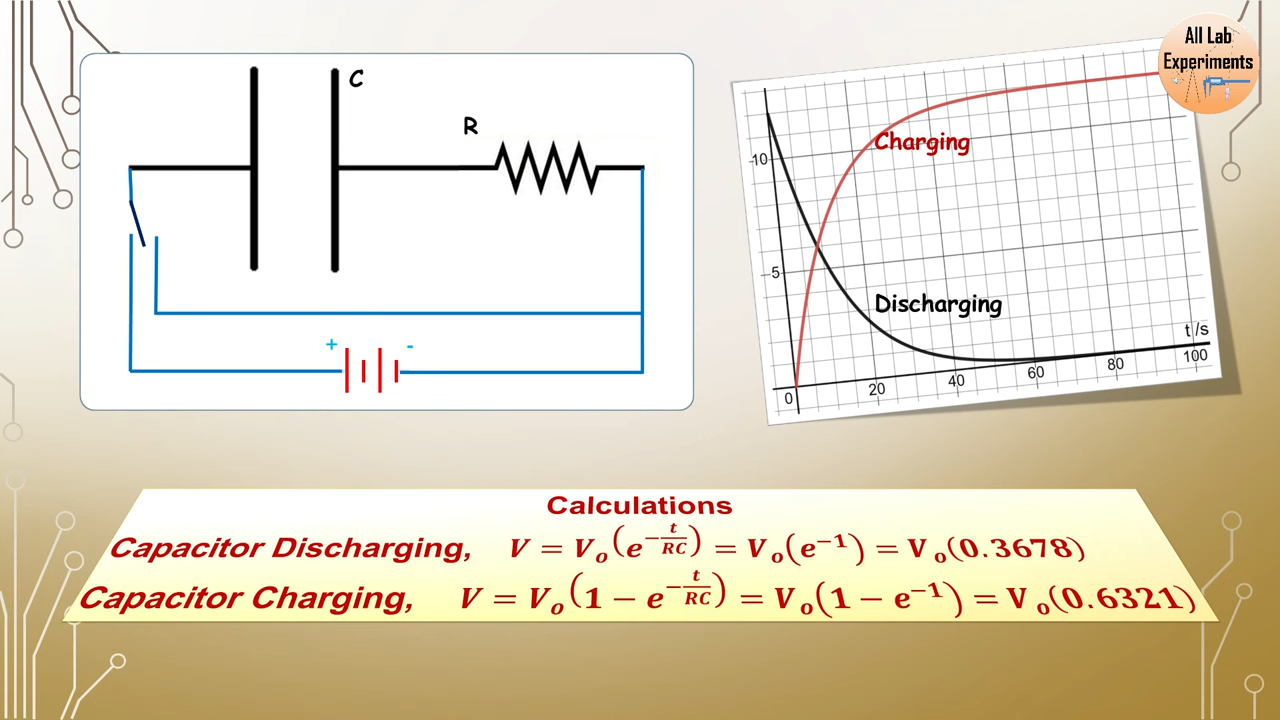 C
R
+ -
All Lab
Experiments
Charging
10
5
Discharging
t /s
0 20 40 60 80 100
Calculations
Capacitor Discharging, V = Vₒ(e^(-t/RC)) = Vₒ(e⁻¹) = Vₒ(0.3678)
Capacitor Charging, V = Vₒ(1 − e^(-t/RC)) = Vₒ(1 − e⁻¹) = Vₒ(0.6321)